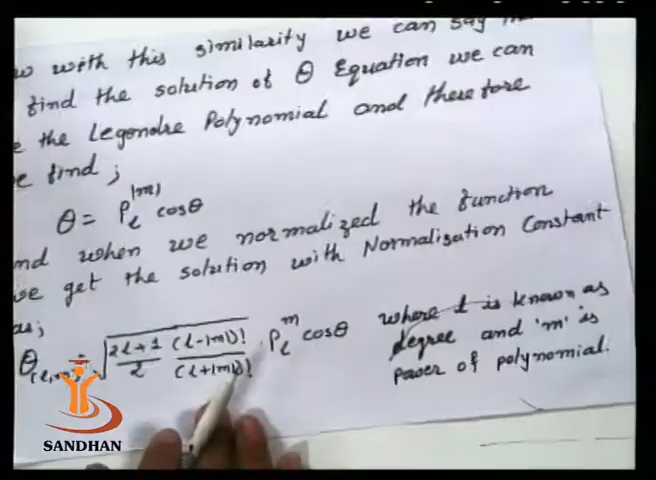 with this similarity we can say
find the solution of Θ Equation we can
the Legendre Polynomial and therefore
find ;
Θ = P_l^|m| cosθ
when we normalized the function
we get the solution with Normalisation Constant
as;
Θ(l,m) = √(2l+1/2 (l-|m|)!/(l+|m|)!) P_l^m cosθ
where l is known as
degree and 'm' is
power of polynomial.
SANDHAN